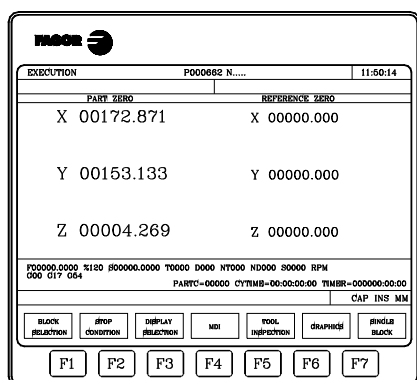 FAGOR
EXECUTION P000662 N..... 11:50:14
PART ZERO REFERENCE ZERO
X 00172.871 X 00000.000
Y 00153.133 Y 00000.000
Z 00004.269 Z 00000.000
F00000.0000 %120 S00000.0000 T0000 D000 NT000 ND000 S0000 RPM
G00 G17 G54
PARTC=00000 CYTIME=00:00:00:00 TIMER=000000:00:00
CAP INS MM
BLOCK SELECTION STOP CONDITION DISPLAY SELECTION MDI TOOL INSPECTION GRAPHICS SINGLE BLOCK
F1 F2 F3 F4 F5 F6 F7